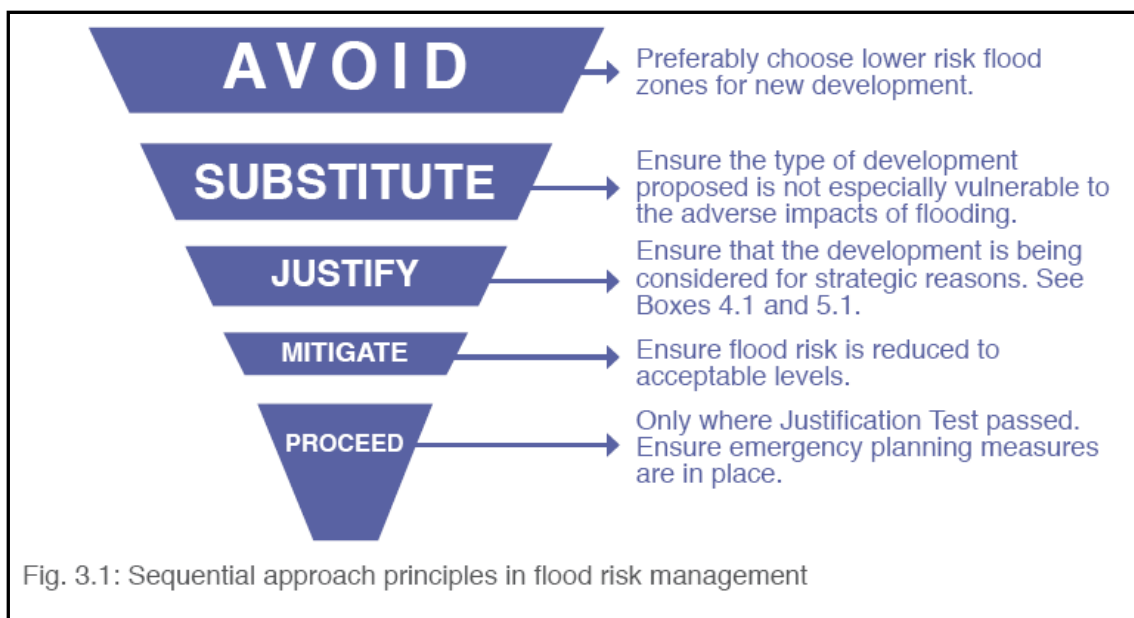 AVOID
Preferably choose lower risk flood
zones for new development.
SUBSTITUTE
Ensure the type of development
proposed is not especially vulnerable to
the adverse impacts of flooding.
JUSTIFY
Ensure that the development is being
considered for strategic reasons. See
Boxes 4.1 and 5.1.
MITIGATE
Ensure flood risk is reduced to
acceptable levels.
PROCEED
Only where Justification Test passed.
Ensure emergency planning measures
are in place.
Fig. 3.1: Sequential approach principles in flood risk management